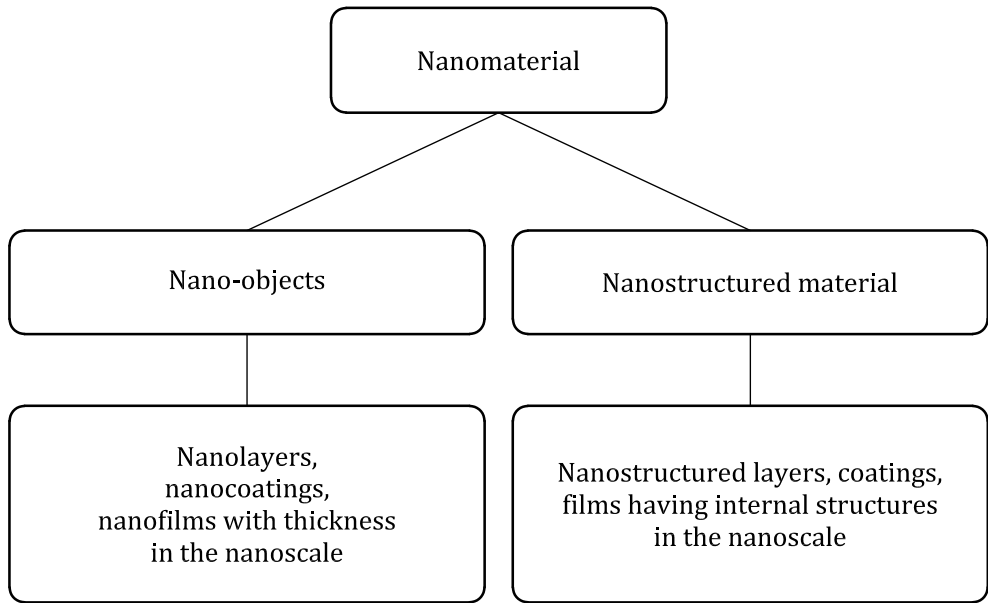 Nanomaterial
Nano-objects
Nanostructured material
Nanolayers,
nanocoatings,
nanofilms with thickness
in the nanoscale
Nanostructured layers, coatings,
films having internal structures
in the nanoscale